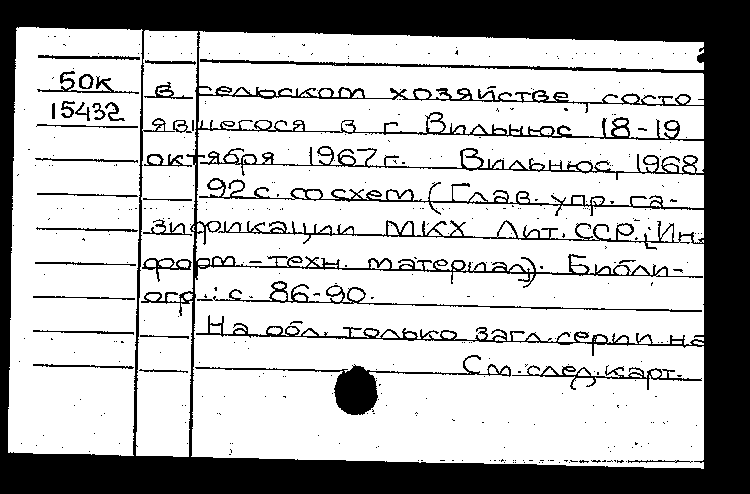 50К
15432
в сельском хозяйстве, состо-
явшегося в г Вильнюс 18-19
октября 1967 г. Вильнюс, 1968.
92 с. со схем (Глав. упр. га-
зификации МКХ Лит. ССР. Ин.
форм.-техн. материал). Библи-
огр.: с. 86-90.
На обл. только загл. серии на
См. след. карт.